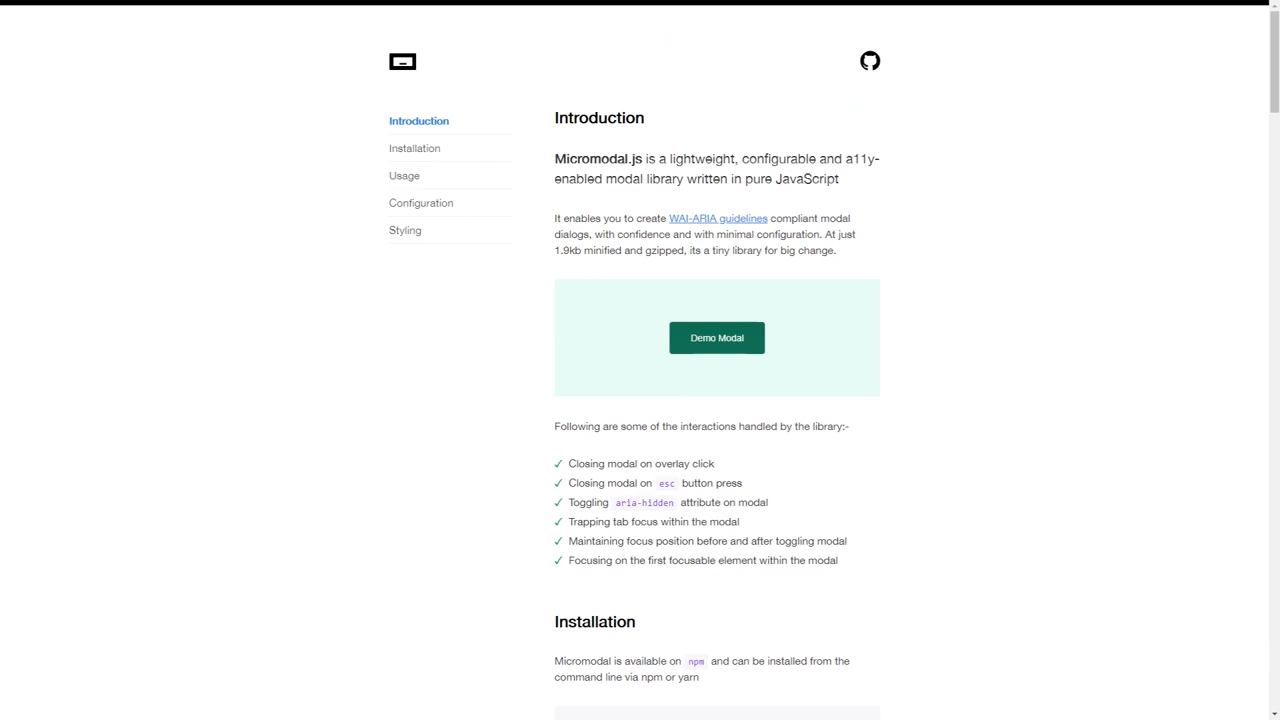 Introduction
Installation
Usage
Configuration
Styling
Introduction
Micromodal.js is a lightweight, configurable and a11y-
enabled modal library written in pure JavaScript
It enables you to create WAI-ARIA guidelines compliant modal
dialogs, with confidence and with minimal configuration. At just
1.9kb minified and gzipped, its a tiny library for big change.
Demo Modal
Following are some of the interactions handled by the library:-
✓ Closing modal on overlay click
✓ Closing modal on esc button press
✓ Toggling aria-hidden attribute on modal
✓ Trapping tab focus within the modal
✓ Maintaining focus position before and after toggling modal
✓ Focusing on the first focusable element within the modal
Installation
Micromodal is available on npm and can be installed from the
command line via npm or yarn